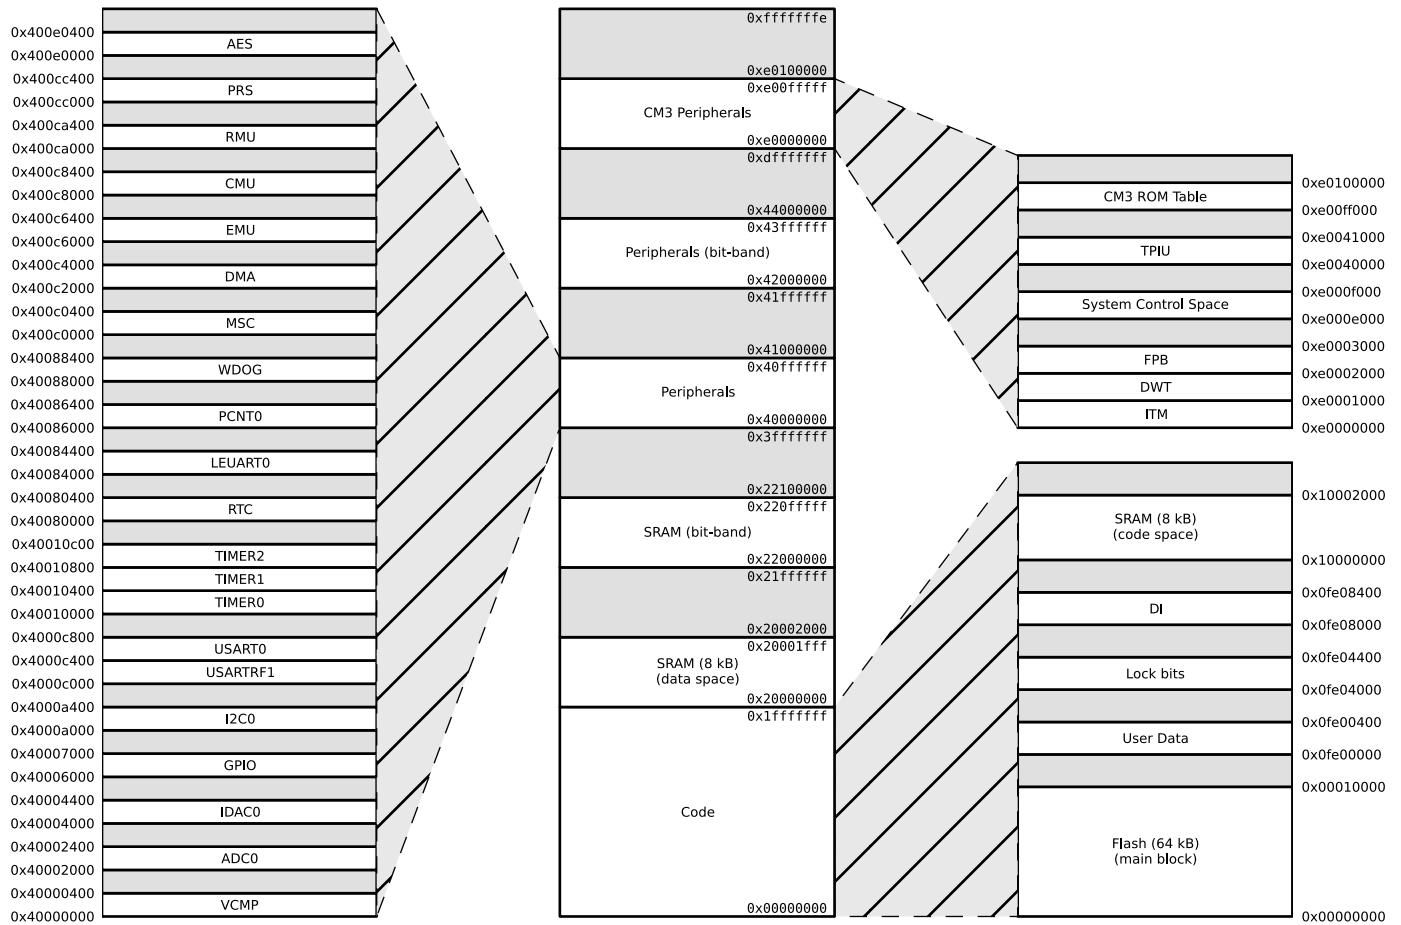 0x400e0400
AES
0x400e0000
0x400cc400
PRS
0x400cc000
0x400ca400
RMU
0x400ca000
0x400c8400
CMU
0x400c8000
0x400c6400
EMU
0x400c6000
0x400c4000
DMA
0x400c2000
0x400c0400
MSC
0x400c0000
0x40088400
WDOG
0x40088000
0x40086400
PCNT0
0x40086000
0x40084400
LEUART0
0x40084000
0x40080400
RTC
0x40080000
0x40010c00
TIMER2
0x40010800
TIMER1
0x40010400
TIMER0
0x40010000
0x4000c800
USART0
0x4000c400
USARTRF1
0x4000c000
0x4000a400
I2C0
0x4000a000
0x40007000
GPIO
0x40006000
0x40004400
IDAC0
0x40004000
0x40002400
ADC0
0x40002000
0x40000400
VCMP
0x40000000
0xfffffffe
0xe0100000
0xe00fffff
CM3 Peripherals
0xe0000000
0xdfffffff
0x44000000
0x43ffffff
Peripherals (bit-band)
0x42000000
0x41ffffff
0x41000000
0x40ffffff
Peripherals
0x40000000
0x3fffffff
0x22100000
0x220fffff
SRAM (bit-band)
0x22000000
0x21ffffff
0x20002000
0x20001fff
SRAM (8 kB)
(data space)
0x20000000
0x1fffffff
Code
0x00000000
0xe0100000
CM3 ROM Table
0xe00ff000
0xe0041000
TPIU
0xe0040000
0xe000f000
System Control Space
0xe000e000
0xe0003000
FPB
0xe0002000
DWT
0xe0001000
ITM
0xe0000000
0x10002000
SRAM (8 kB)
(code space)
0x10000000
0x0fe08400
DI
0x0fe08000
0x0fe04400
Lock bits
0x0fe04000
0x0fe00400
User Data
0x0fe00000
0x00010000
Flash (64 kB)
(main block)
0x00000000